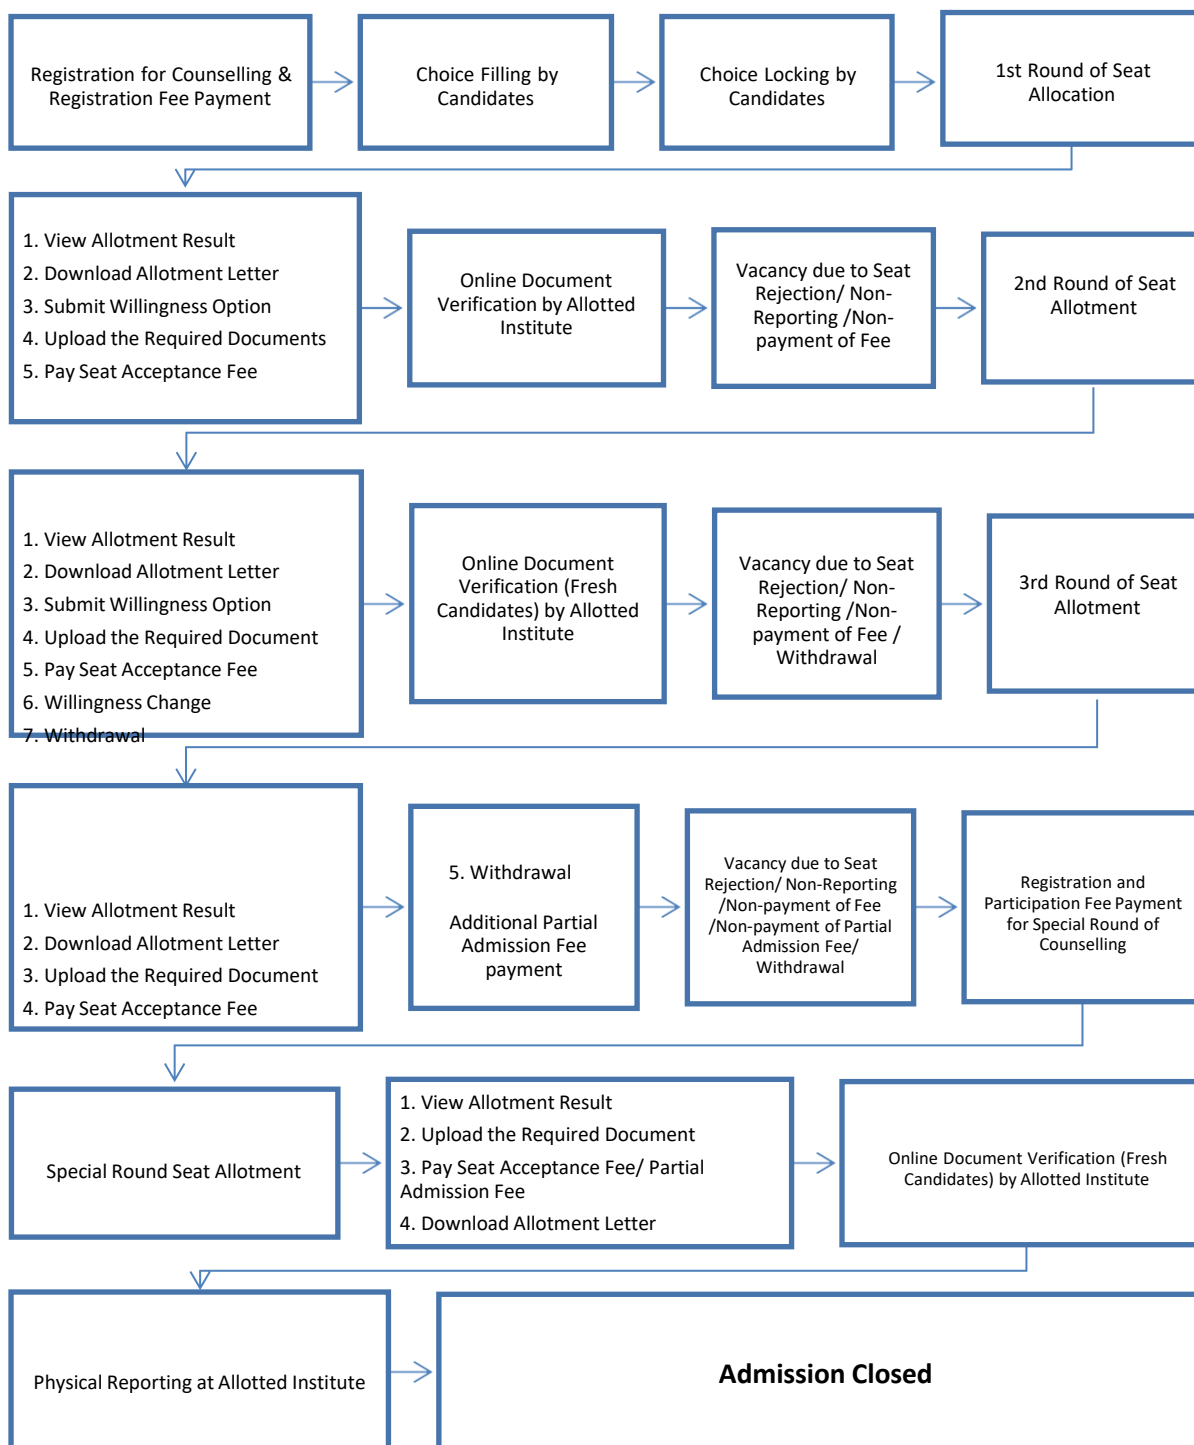 Registration for Counselling &
Registration Fee Payment
Choice Filling by
Candidates
Choice Locking by
Candidates
1st Round of Seat
Allocation
1. View Allotment Result
2. Download Allotment Letter
3. Submit Willingness Option
4. Upload the Required Documents
5. Pay Seat Acceptance Fee
Online Document
Verification by Allotted
Institute
Vacancy due to Seat
Rejection/ Non-
Reporting /Non-
payment of Fee
2nd Round of Seat
Allotment
1. View Allotment Result
2. Download Allotment Letter
3. Submit Willingness Option
4. Upload the Required Document
5. Pay Seat Acceptance Fee
6. Willingness Change
7. Withdrawal
Online Document
Verification (Fresh
Candidates) by Allotted
Institute
Vacancy due to Seat
Rejection/ Non-
Reporting /Non-
payment of Fee /
Withdrawal
3rd Round of Seat
Allotment
1. View Allotment Result
2. Download Allotment Letter
3. Upload the Required Document
4. Pay Seat Acceptance Fee
5. Withdrawal
Additional Partial
Admission Fee
payment
Vacancy due to Seat
Rejection/ Non-Reporting
/Non-payment of Fee
/Non-payment of Partial
Admission Fee/
Withdrawal
Registration and
Participation Fee Payment
for Special Round of
Counselling
Special Round Seat Allotment
1. View Allotment Result
2. Upload the Required Document
3. Pay Seat Acceptance Fee/ Partial
Admission Fee
4. Download Allotment Letter
Online Document Verification (Fresh
Candidates) by Allotted Institute
Physical Reporting at Allotted Institute
Admission Closed